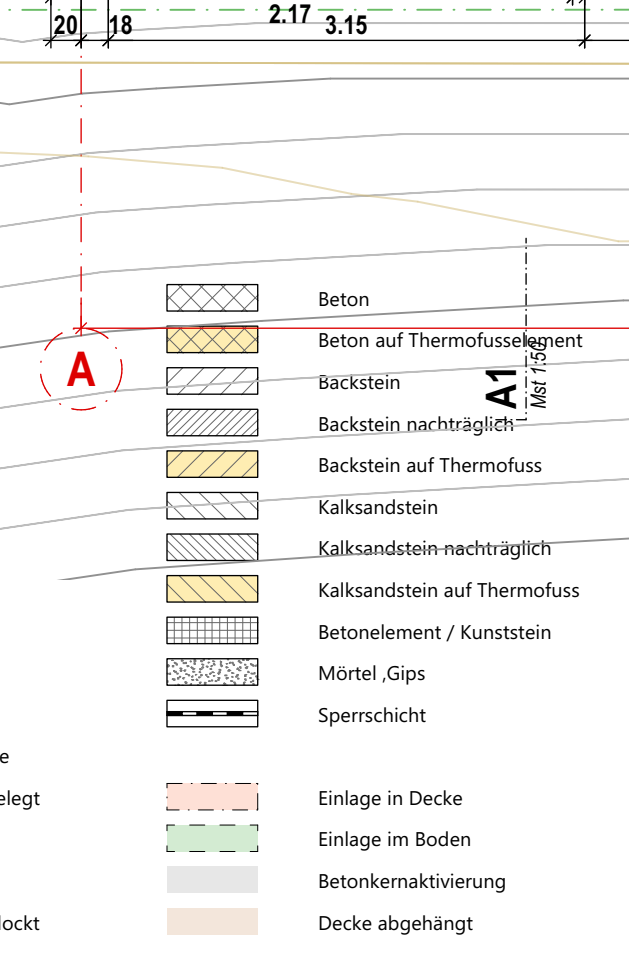 20 18 2.17 3.15
Beton
Beton auf Thermofusselement
A
Backstein
A1
Mst 1:50
Backstein nachträglich
Backstein auf Thermofuss
Kalksandstein
Kalksandstein nachträglich
Kalksandstein auf Thermofuss
Betonelement / Kunststein
Mörtel ,Gips
Sperrschicht
e
elegt
Einlage in Decke
Einlage im Boden
Betonkernaktivierung
lockt
Decke abgehängt